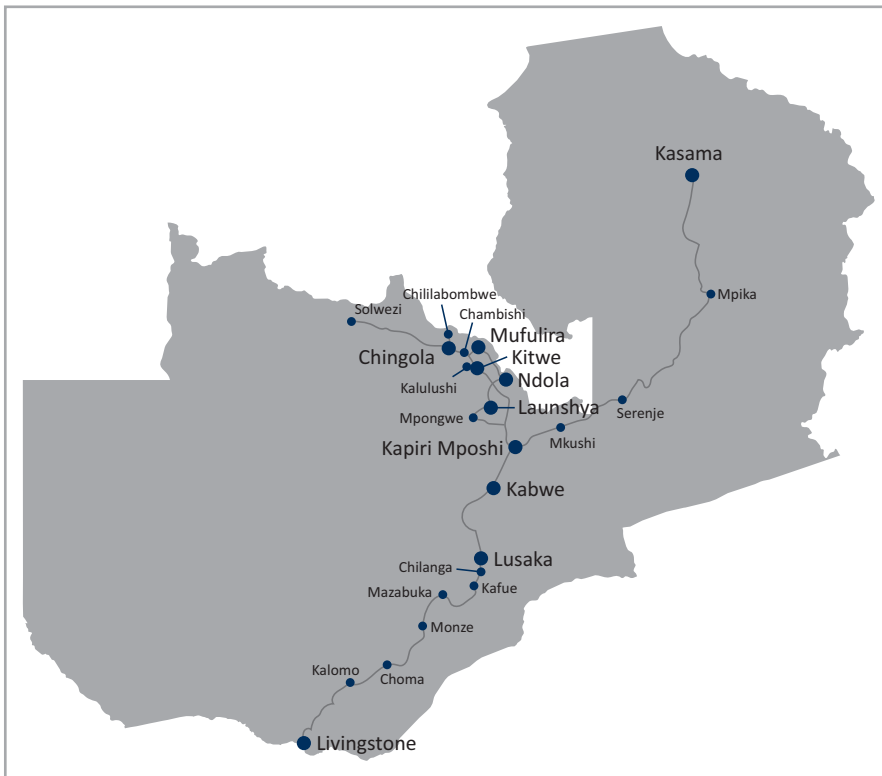 Kasama
Mpika
Chililabombwe
Solwezi
Chambishi
Mufulira
Chingola
Kitwe
Kalulushi
Ndola
Launshya
Serenje
Mpongwe
Mkushi
Kapiri Mposhi
Kabwe
Lusaka
Chilanga
Kafue
Mazabuka
Monze
Kalomo
Choma
Livingstone